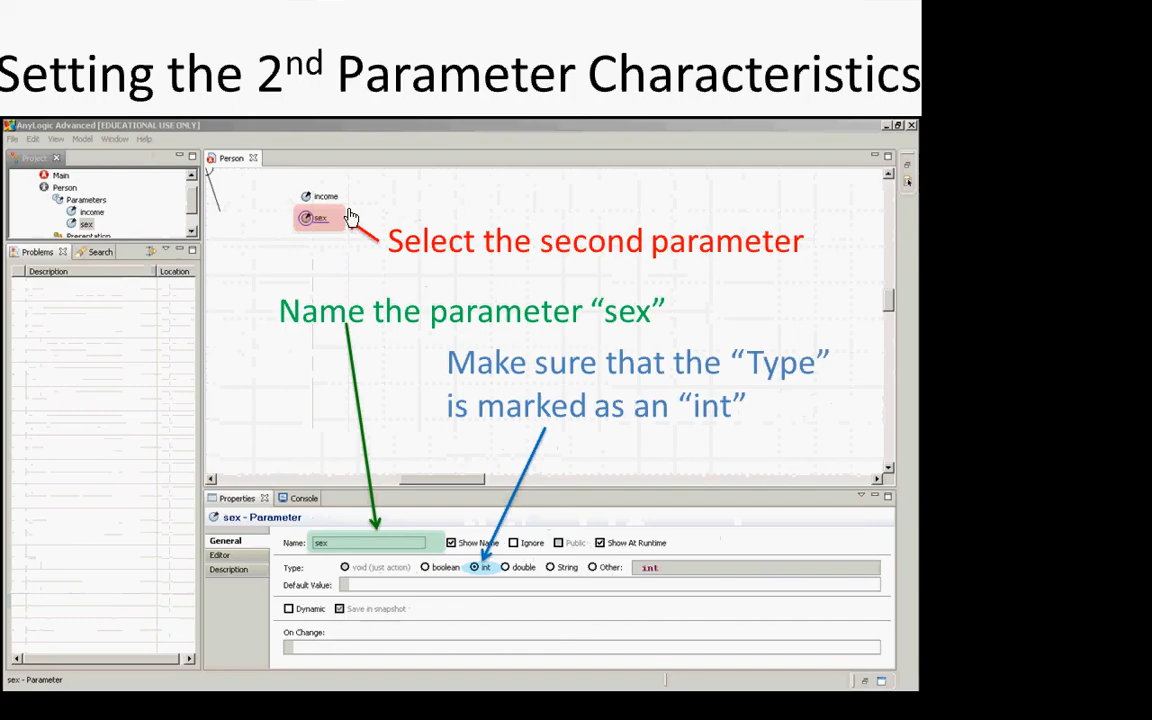 Setting the 2nd Parameter Characteristics
AnyLogic Advanced [EDUCATIONAL USE ONLY]
File Edit View Model Window Help
Project
Person
Main
Person
Parameters
income
sex
Presentation
income
sex
Select the second parameter
Problems Search
Description Location
Name the parameter “sex”
Make sure that the “Type”
is marked as an “int”
Properties Console
sex - Parameter
General
Editor
Description
Name: sex Show Name Ignore Public Show At Runtime
Type: void (just action) boolean int double String Other: int
Default Value:
Dynamic Save in snapshot
On Change:
sex - Parameter